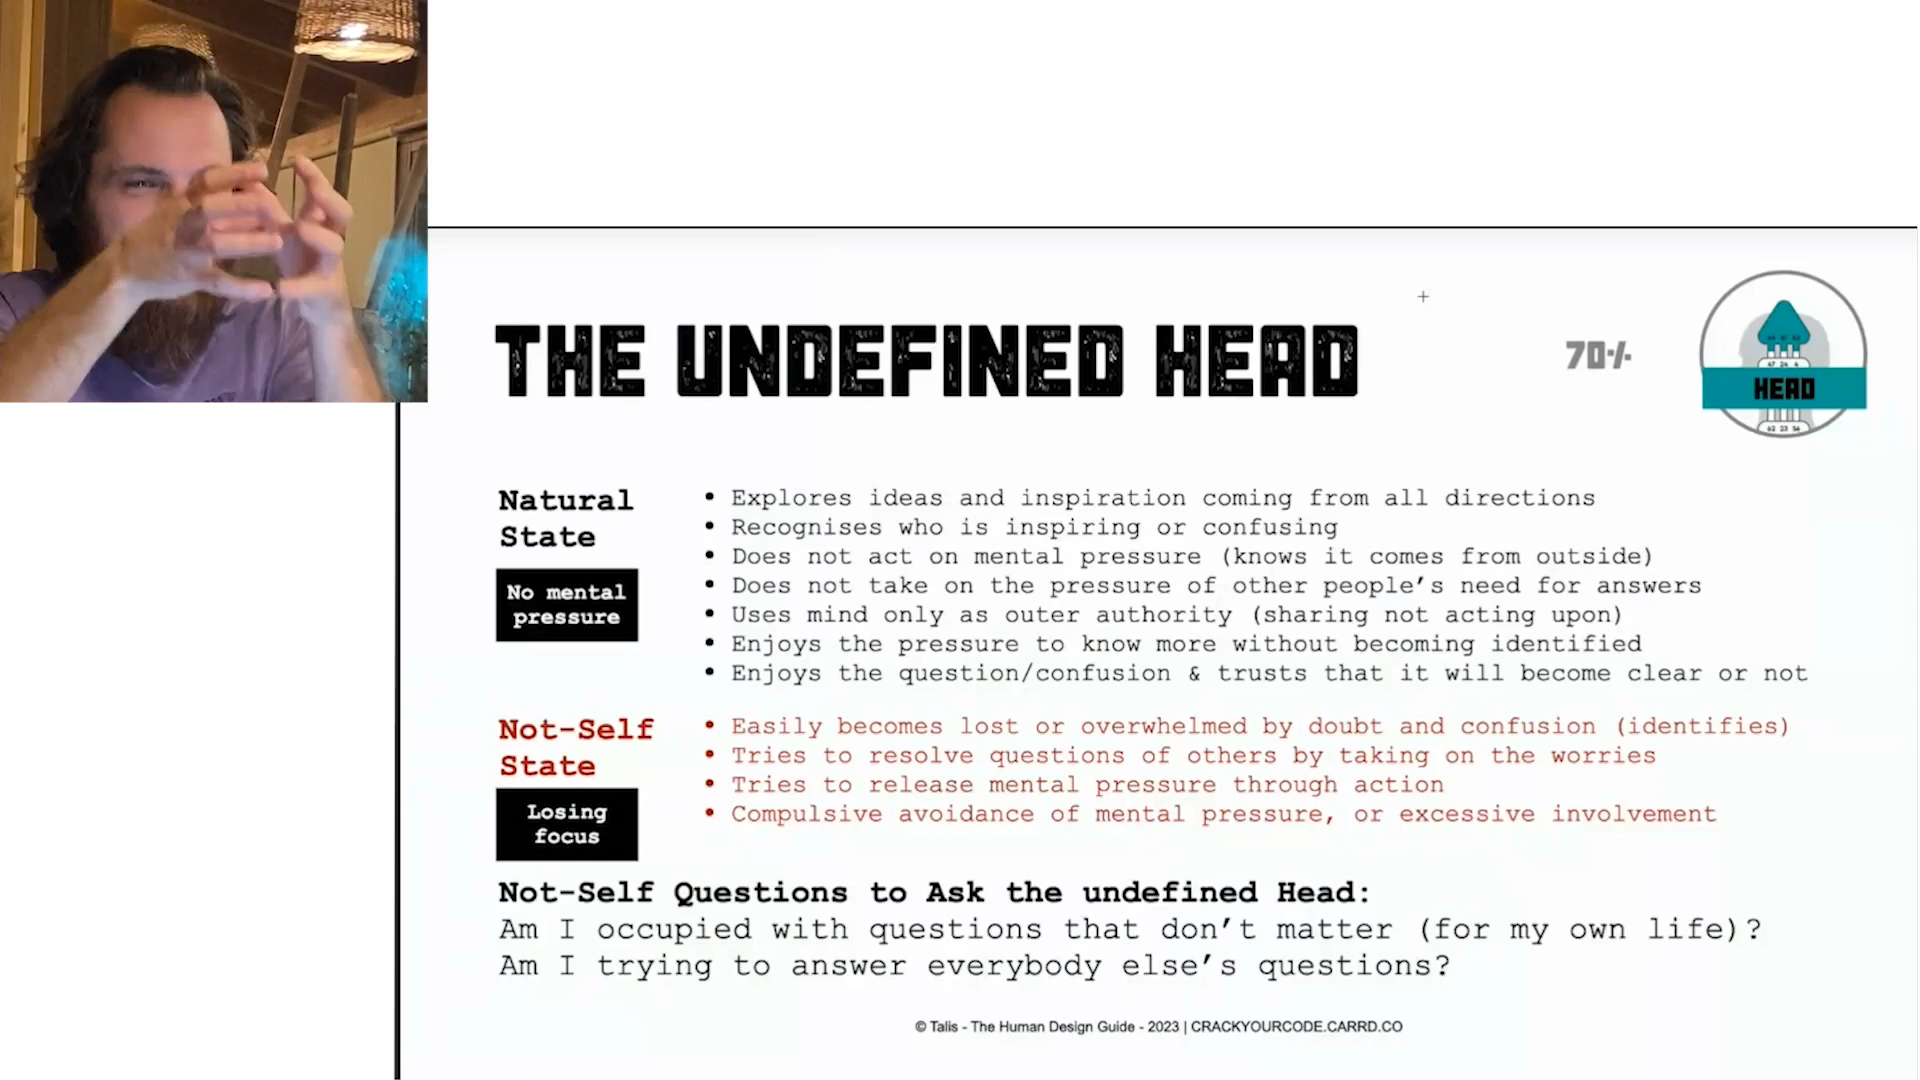 THE UNDEFINED HEAD
70%
HEAD
Natural
State
No mental
pressure
• Explores ideas and inspiration coming from all directions
• Recognises who is inspiring or confusing
• Does not act on mental pressure (knows it comes from outside)
• Does not take on the pressure of other people’s need for answers
• Uses mind only as outer authority (sharing not acting upon)
• Enjoys the pressure to know more without becoming identified
• Enjoys the question/confusion & trusts that it will become clear or not
Not-Self
State
Losing
focus
• Easily becomes lost or overwhelmed by doubt and confusion (identifies)
• Tries to resolve questions of others by taking on the worries
• Tries to release mental pressure through action
• Compulsive avoidance of mental pressure, or excessive involvement
Not-Self Questions to Ask the undefined Head:
Am I occupied with questions that don’t matter (for my own life)?
Am I trying to answer everybody else’s questions?
© Talis - The Human Design Guide - 2023 | CRACKYOURCODE.CARRD.CO